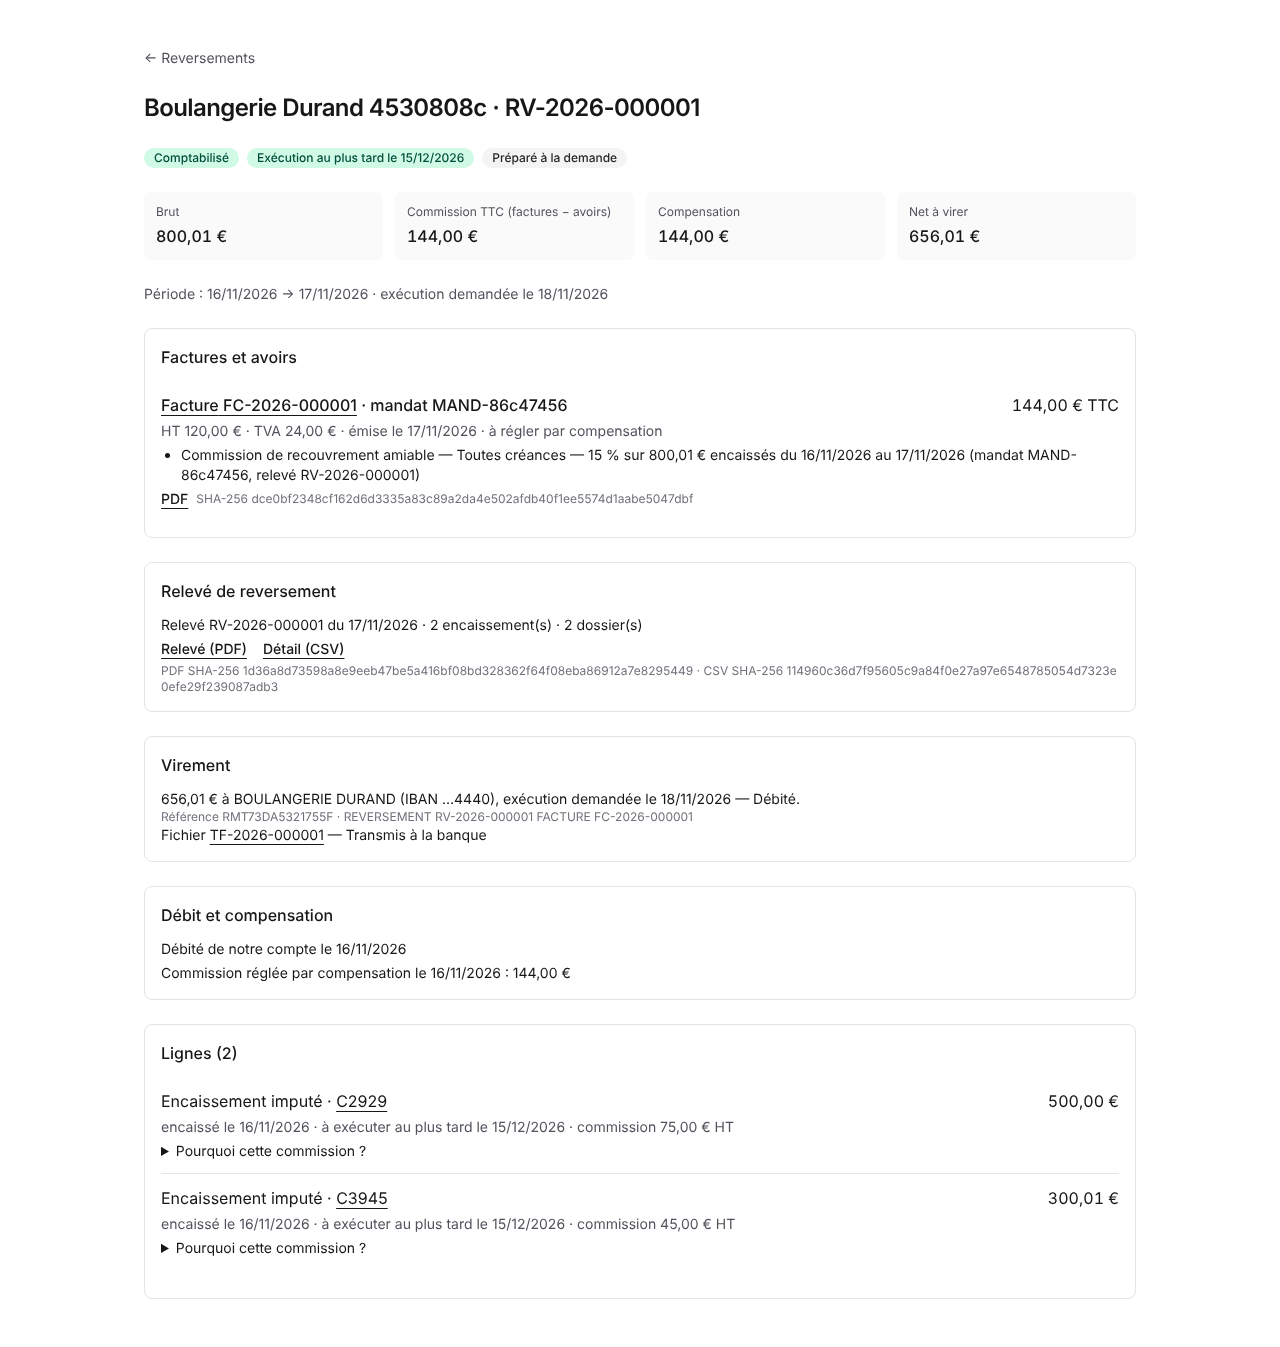 ← Reversements
Boulangerie Durand 4530808c · RV-2026-000001
Comptabilisé
Exécution au plus tard le 15/12/2026
Préparé à la demande
Brut
800,01 €
Commission TTC (factures − avoirs)
144,00 €
Compensation
144,00 €
Net à virer
656,01 €
Période : 16/11/2026 → 17/11/2026 · exécution demandée le 18/11/2026
Factures et avoirs
Facture FC-2026-000001 · mandat MAND-86c47456
144,00 € TTC
HT 120,00 € · TVA 24,00 € · émise le 17/11/2026 · à régler par compensation
• Commission de recouvrement amiable — Toutes créances — 15 % sur 800,01 € encaissés du 16/11/2026 au 17/11/2026 (mandat MAND-
86c47456, relevé RV-2026-000001)
PDF SHA-256 dce0bf2348cf162d6d3335a83c89a2da4e502afdb40f1ee5574d1aabe5047dbf
Relevé de reversement
Relevé RV-2026-000001 du 17/11/2026 · 2 encaissement(s) · 2 dossier(s)
Relevé (PDF) Détail (CSV)
PDF SHA-256 1d36a8d73598a8e9eeb47be5a416bf08bd328362f64f08eba86912a7e8295449 · CSV SHA-256 114960c36d7f95605c9a84f0e27a97e6548785054d7323e
0efe29f239087adb3
Virement
656,01 € à BOULANGERIE DURAND (IBAN …4440), exécution demandée le 18/11/2026 — Débité.
Référence RMT73DA5321755F · REVERSEMENT RV-2026-000001 FACTURE FC-2026-000001
Fichier TF-2026-000001 — Transmis à la banque
Débit et compensation
Débité de notre compte le 16/11/2026
Commission réglée par compensation le 16/11/2026 : 144,00 €
Lignes (2)
Encaissement imputé · C2929
500,00 €
encaissé le 16/11/2026 · à exécuter au plus tard le 15/12/2026 · commission 75,00 € HT
▶ Pourquoi cette commission ?
Encaissement imputé · C3945
300,01 €
encaissé le 16/11/2026 · à exécuter au plus tard le 15/12/2026 · commission 45,00 € HT
▶ Pourquoi cette commission ?